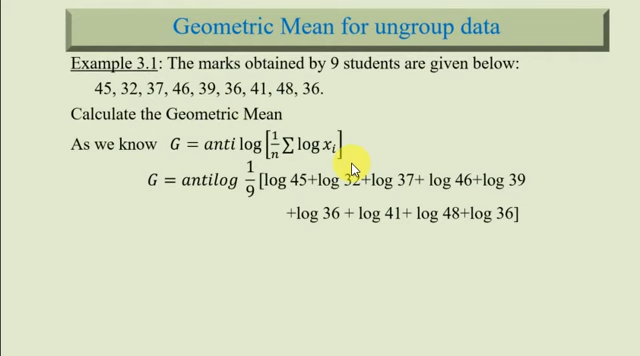 Geometric Mean for ungroup data
Example 3.1: The marks obtained by 9 students are given below:
45, 32, 37, 46, 39, 36, 41, 48, 36.
Calculate the Geometric Mean
As we know G = anti log [1/n ∑ log xᵢ]
G = antilog 1/9 [log 45+log 32+log 37+ log 46+log 39
+log 36 + log 41+ log 48+log 36]